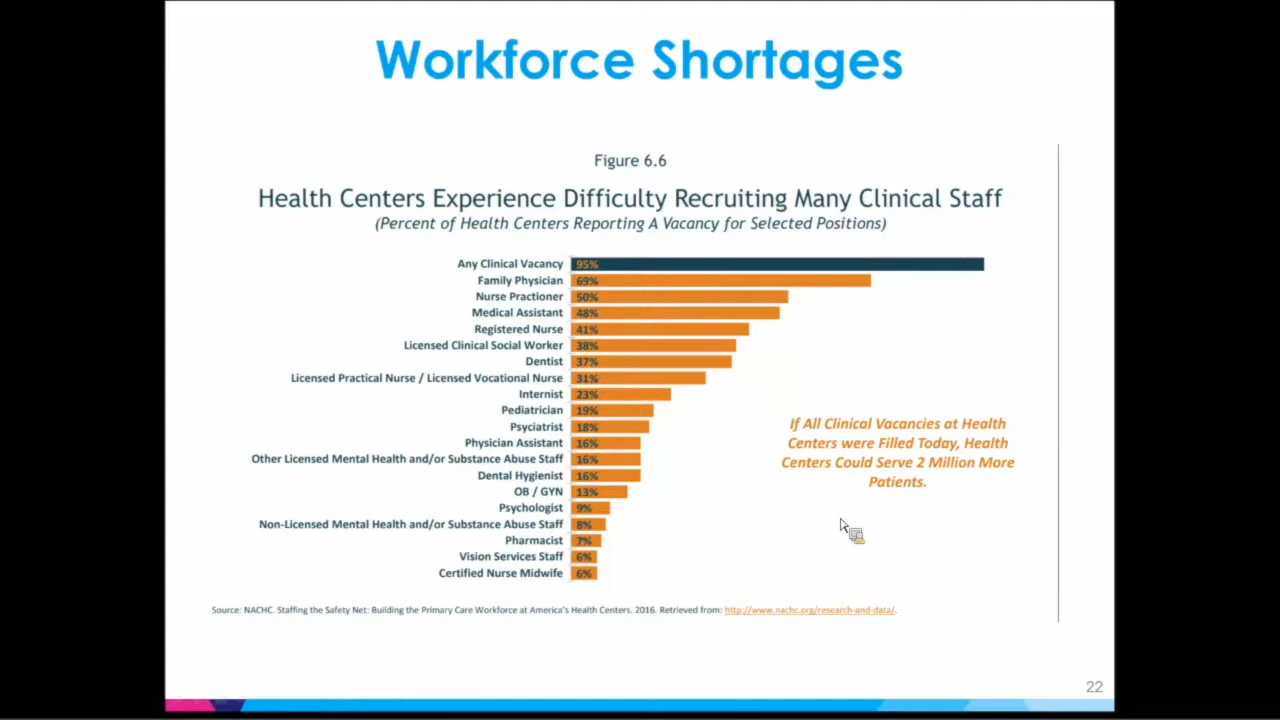 Workforce Shortages
Figure 6.6
Health Centers Experience Difficulty Recruiting Many Clinical Staff
(Percent of Health Centers Reporting A Vacancy for Selected Positions)
Any Clinical Vacancy 95%
Family Physician 69%
Nurse Practioner 50%
Medical Assistant 48%
Registered Nurse 41%
Licensed Clinical Social Worker 38%
Dentist 37%
Licensed Practical Nurse / Licensed Vocational Nurse 31%
Internist 23%
Pediatrician 19%
Psyciatrist 18%
Physician Assistant 16%
Other Licensed Mental Health and/or Substance Abuse Staff 16%
Dental Hygienist 16%
OB / GYN 13%
Psychologist 9%
Non-Licensed Mental Health and/or Substance Abuse Staff 8%
Pharmacist 7%
Vision Services Staff 6%
Certified Nurse Midwife 6%
If All Clinical Vacancies at Health
Centers were Filled Today, Health
Centers Could Serve 2 Million More
Patients.
Source: NACHC. Staffing the Safety Net: Building the Primary Care Workforce at America's Health Centers. 2016. Retrieved from: http://www.nachc.org/research-and-data/.
22